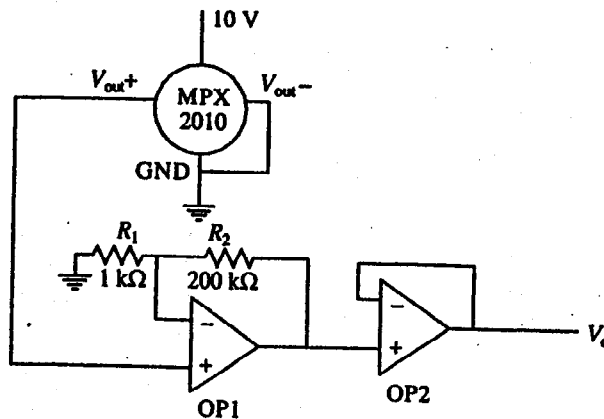 10 V
Vout+
Vout−
MPX
2010
GND
R1
R2
1 kΩ
200 kΩ
−
+
OP1
−
+
OP2